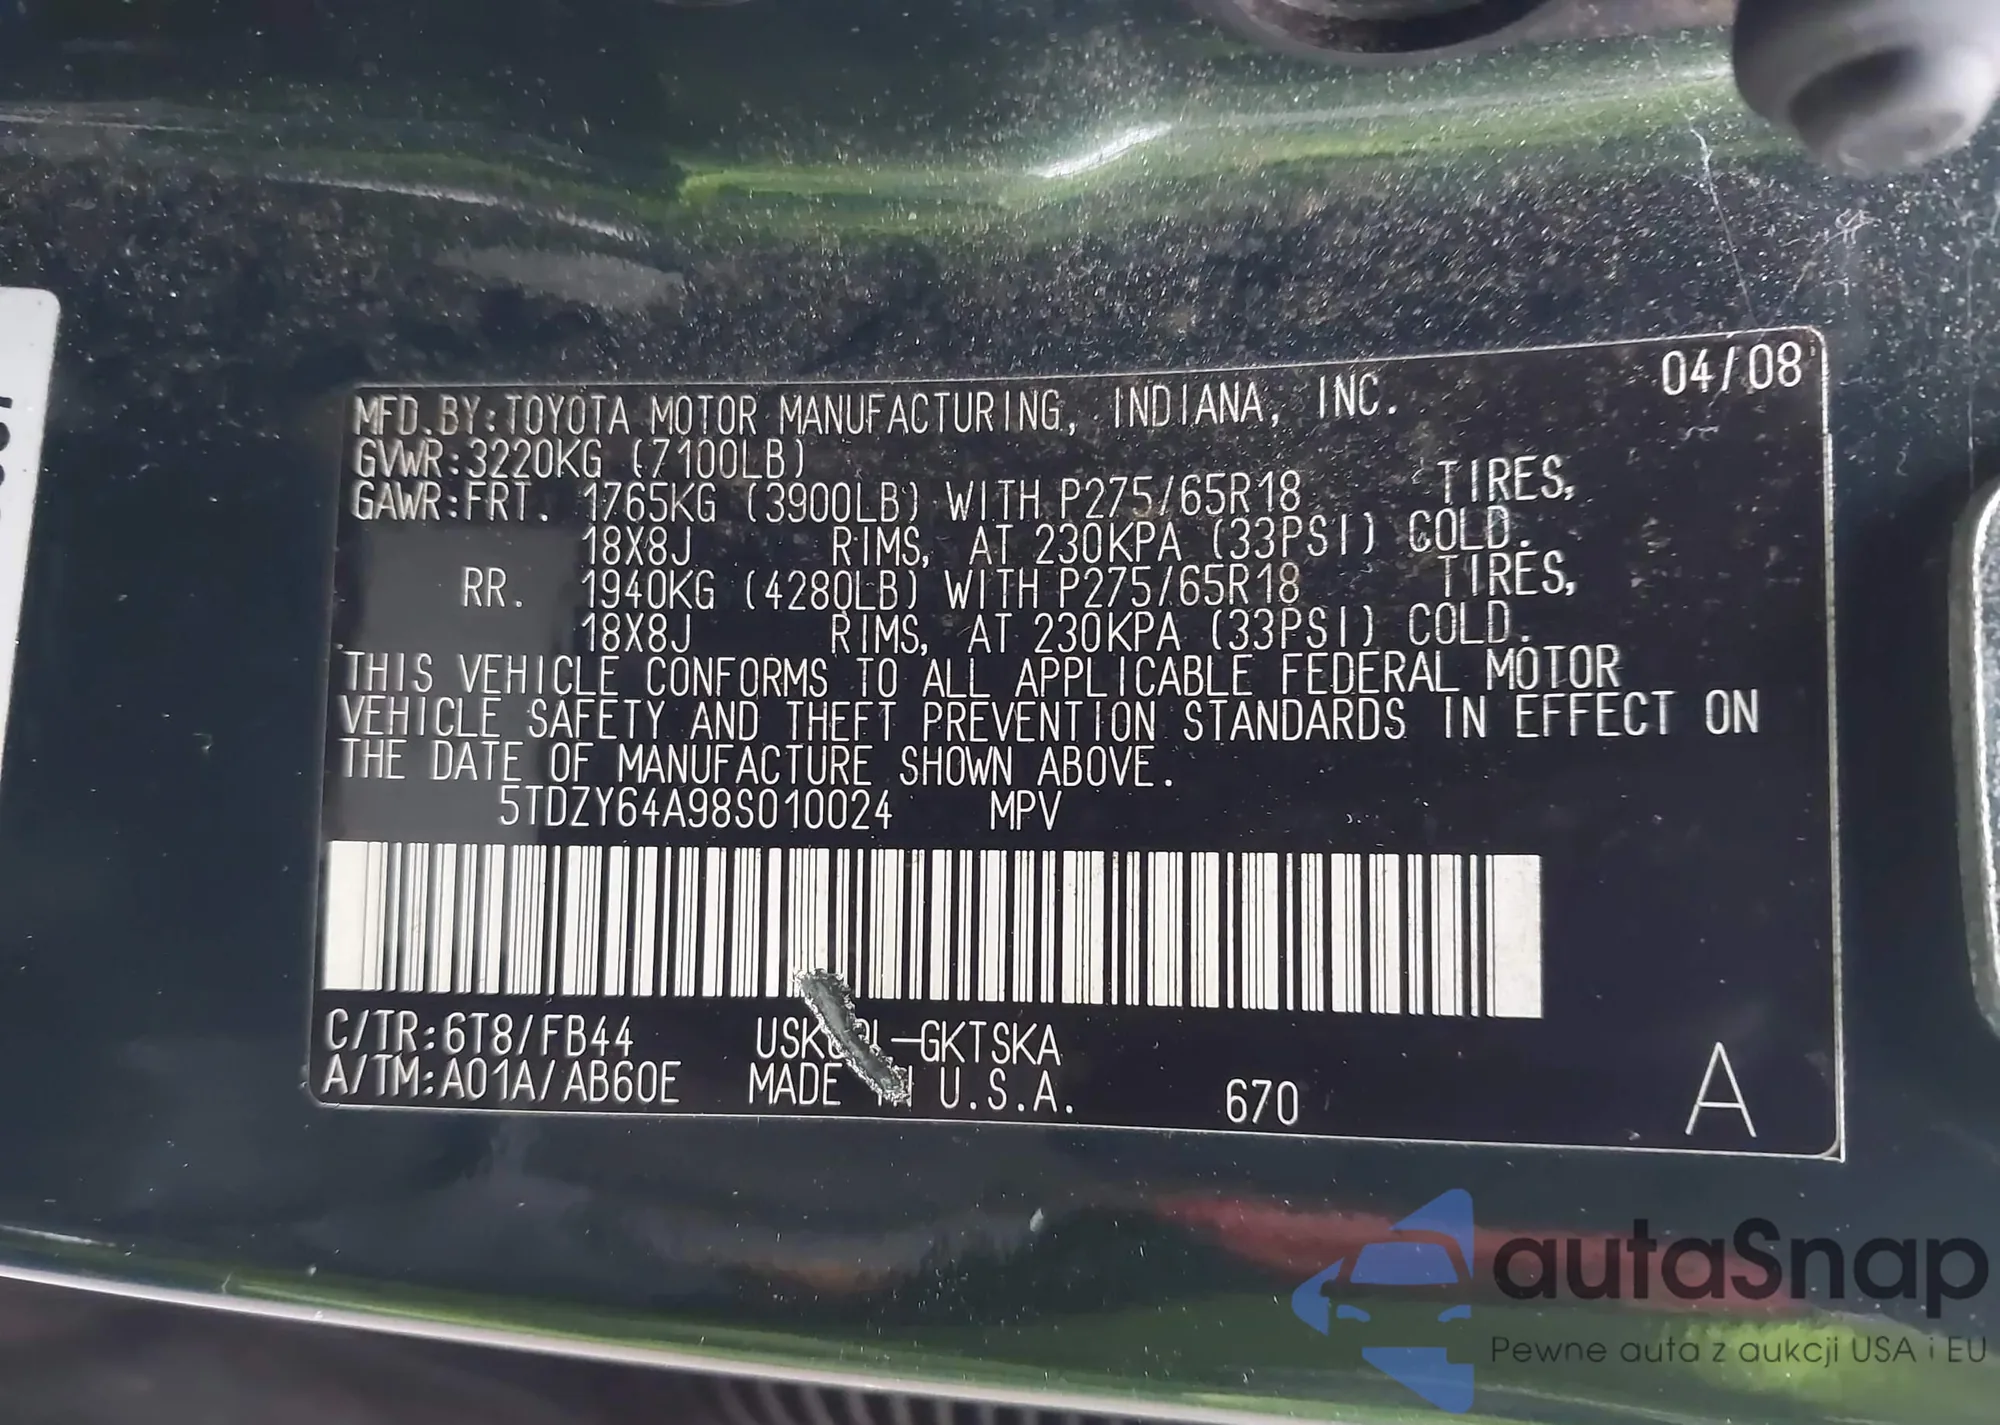 04/08
MFD.BY:TOYOTA MOTOR MANUFACTURING, INDIANA, INC.
GVWR:3220KG (7100LB)
GAWR:FRT. 1765KG (3900LB) WITH P275/65R18 TIRES,
18X8J RIMS, AT 230KPA (33PSI) COLD.
RR. 1940KG (4280LB) WITH P275/65R18 TIRES,
18X8J RIMS, AT 230KPA (33PSI) COLD.
THIS VEHICLE CONFORMS TO ALL APPLICABLE FEDERAL MOTOR
VEHICLE SAFETY AND THEFT PREVENTION STANDARDS IN EFFECT ON
THE DATE OF MANUFACTURE SHOWN ABOVE.
5TDZY64A98S010024 MPV
C/TR:6T8/FB44
A/TM:A01A/AB60E MADE IN U.S.A. 670 A
autaSnap
Pewne auta z aukcji USA i EU